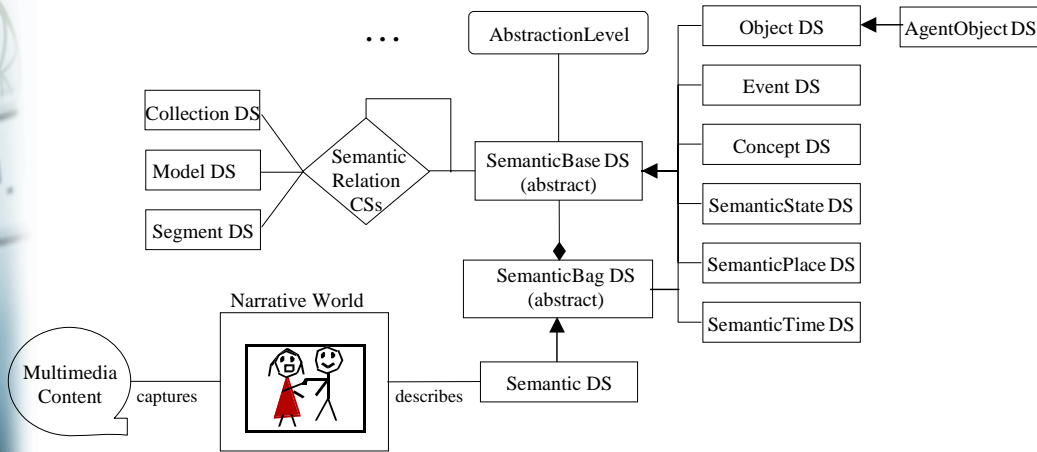 ...
AbstractionLevel
Object DS
AgentObject DS
Collection DS
Event DS
Model DS
Semantic
Relation
CSs
SemanticBase DS
(abstract)
Concept DS
Segment DS
SemanticState DS
SemanticBag DS
(abstract)
SemanticPlace DS
Narrative World
SemanticTime DS
Multimedia
Content
captures
describes
Semantic DS